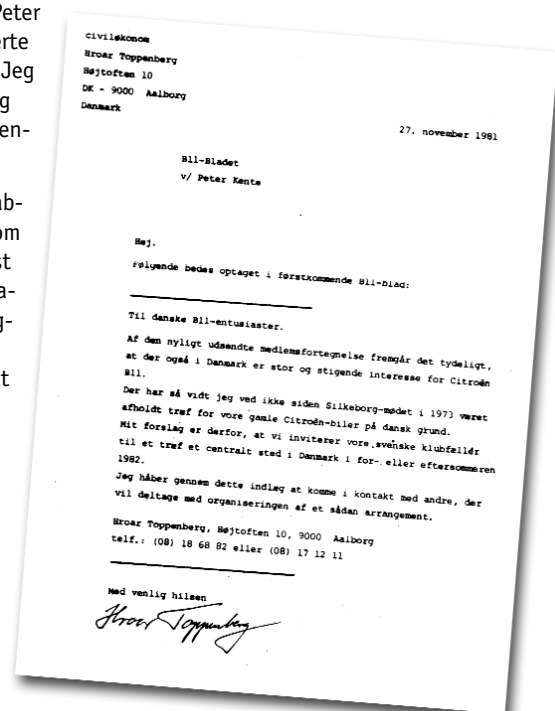 Peter
erte
Jeg
g
en-
ab-
om
st
a-
g-
t
civiløkonom
Hroar Toppenberg
Højtoften 10
DK - 9000 Aalborg
Danmark
27. november 1981
B11-Bladet
v/ Peter Kente
Hej.
Følgende bedes optaget i førstkommende B11-blad:
Til danske B11-entusiaster.
Af den nyligt udsendte medlemsfortegnelse fremgår det tydeligt,
at der også i Danmark er stor og stigende interesse for Citroën
B11.
Der har så vidt jeg ved ikke siden Silkeborg-mødet i 1973 været
afholdt træf for vore gamle Citroën-biler på dansk grund.
Mit forslag er derfor, at vi inviterer vore svenske klubfæller
til et træf et centralt sted i Danmark i for- eller eftersommeren
1982.
Jeg håber gennem dette indlæg at komme i kontakt med andre, der
vil deltage med organiseringen af et sådan arrangement.
Hroar Toppenberg, Højtoften 10, 9000 Aalborg
telf.: (08) 18 68 82 eller (08) 17 12 11
Med venlig hilsen
Hroar Toppenberg